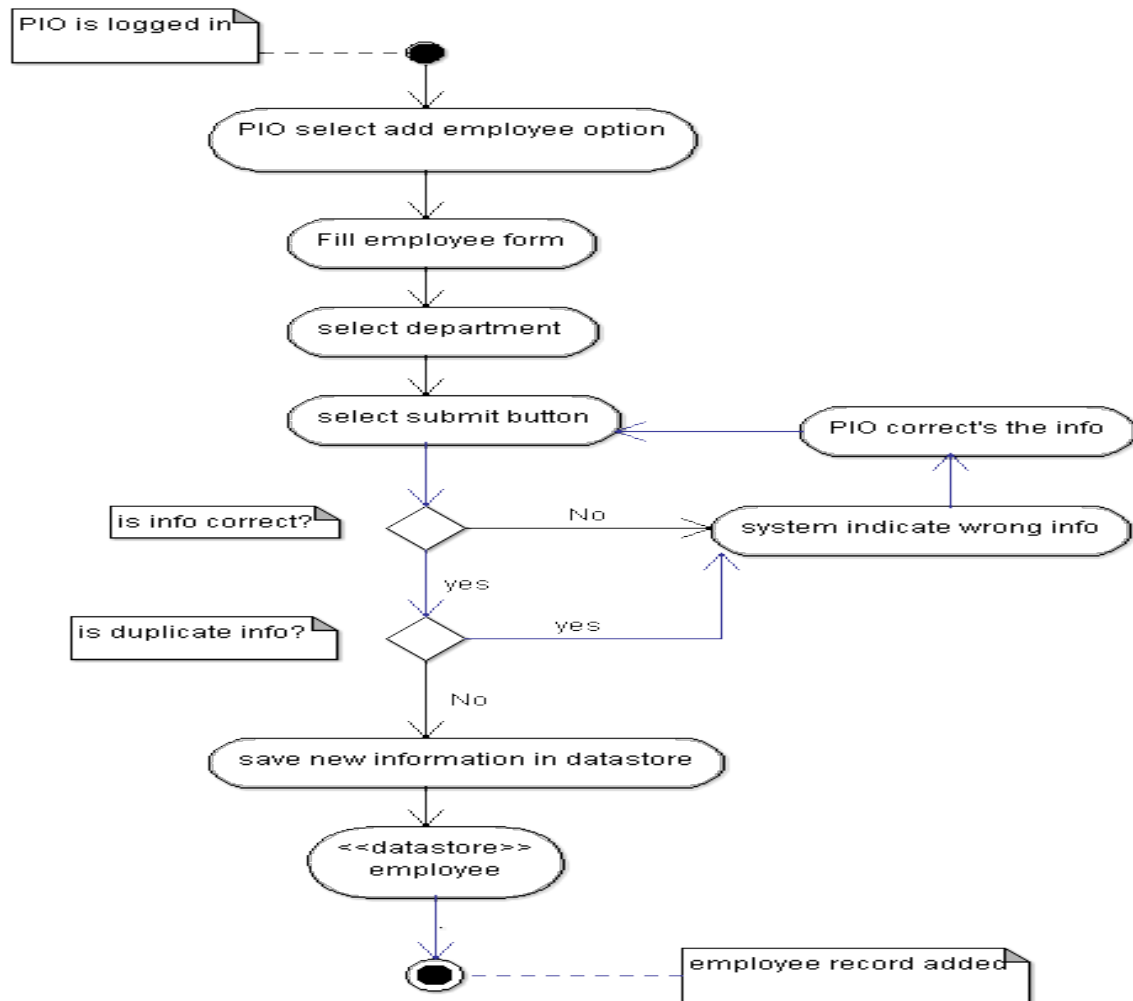 PIO is logged in
PIO select add employee option
Fill employee form
select department
select submit button
PIO correct's the info
is info correct?
No
system indicate wrong info
yes
is duplicate info?
yes
No
save new information in datastore
<<datastore>>
employee
employee record added